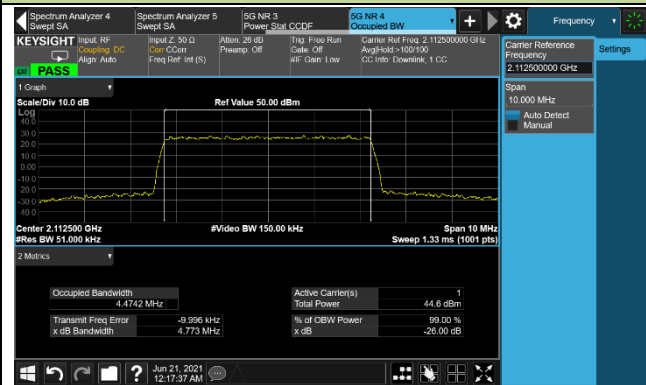 Spectrum Analyzer 4
Swept SA
Spectrum Analyzer 5
Swept SA
5G NR 3
Power Stat CCDF
5G NR 4
Occupied BW
Frequency
KEYSIGHT
Input: RF
Coupling: DC
Align: Auto
Input Z: 50 Ω
Corr CCorr
Freq Ref: Int (S)
Atten: 26 dB
Preamp: Off
Trig: Free Run
Gate: Off
#IF Gain: Low
Carrier Ref Freq: 2.112500000 GHz
Avg|Hold:>100/100
CC Info: Downlink, 1 CC
PASS
Carrier Reference
Frequency
2.112500000 GHz
Settings
Span
10.000 MHz
Auto Detect
Manual
1 Graph
Scale/Div 10.0 dB
Ref Value 50.00 dBm
Log
40.0
30.0
20.0
10.0
0.00
-10.0
-20.0
-30.0
-40.0
Center 2.112500 GHz
#Video BW 150.00 kHz
Span 10 MHz
#Res BW 51.000 kHz
Sweep 1.33 ms (1001 pts)
2 Metrics
Occupied Bandwidth
4.4742 MHz
Active Carrier(s)
1
Total Power
44.6 dBm
Transmit Freq Error
-9.996 kHz
% of OBW Power
99.00 %
x dB Bandwidth
4.773 MHz
x dB
-26.00 dB
?
Jun 21, 2021
12:17:37 AM